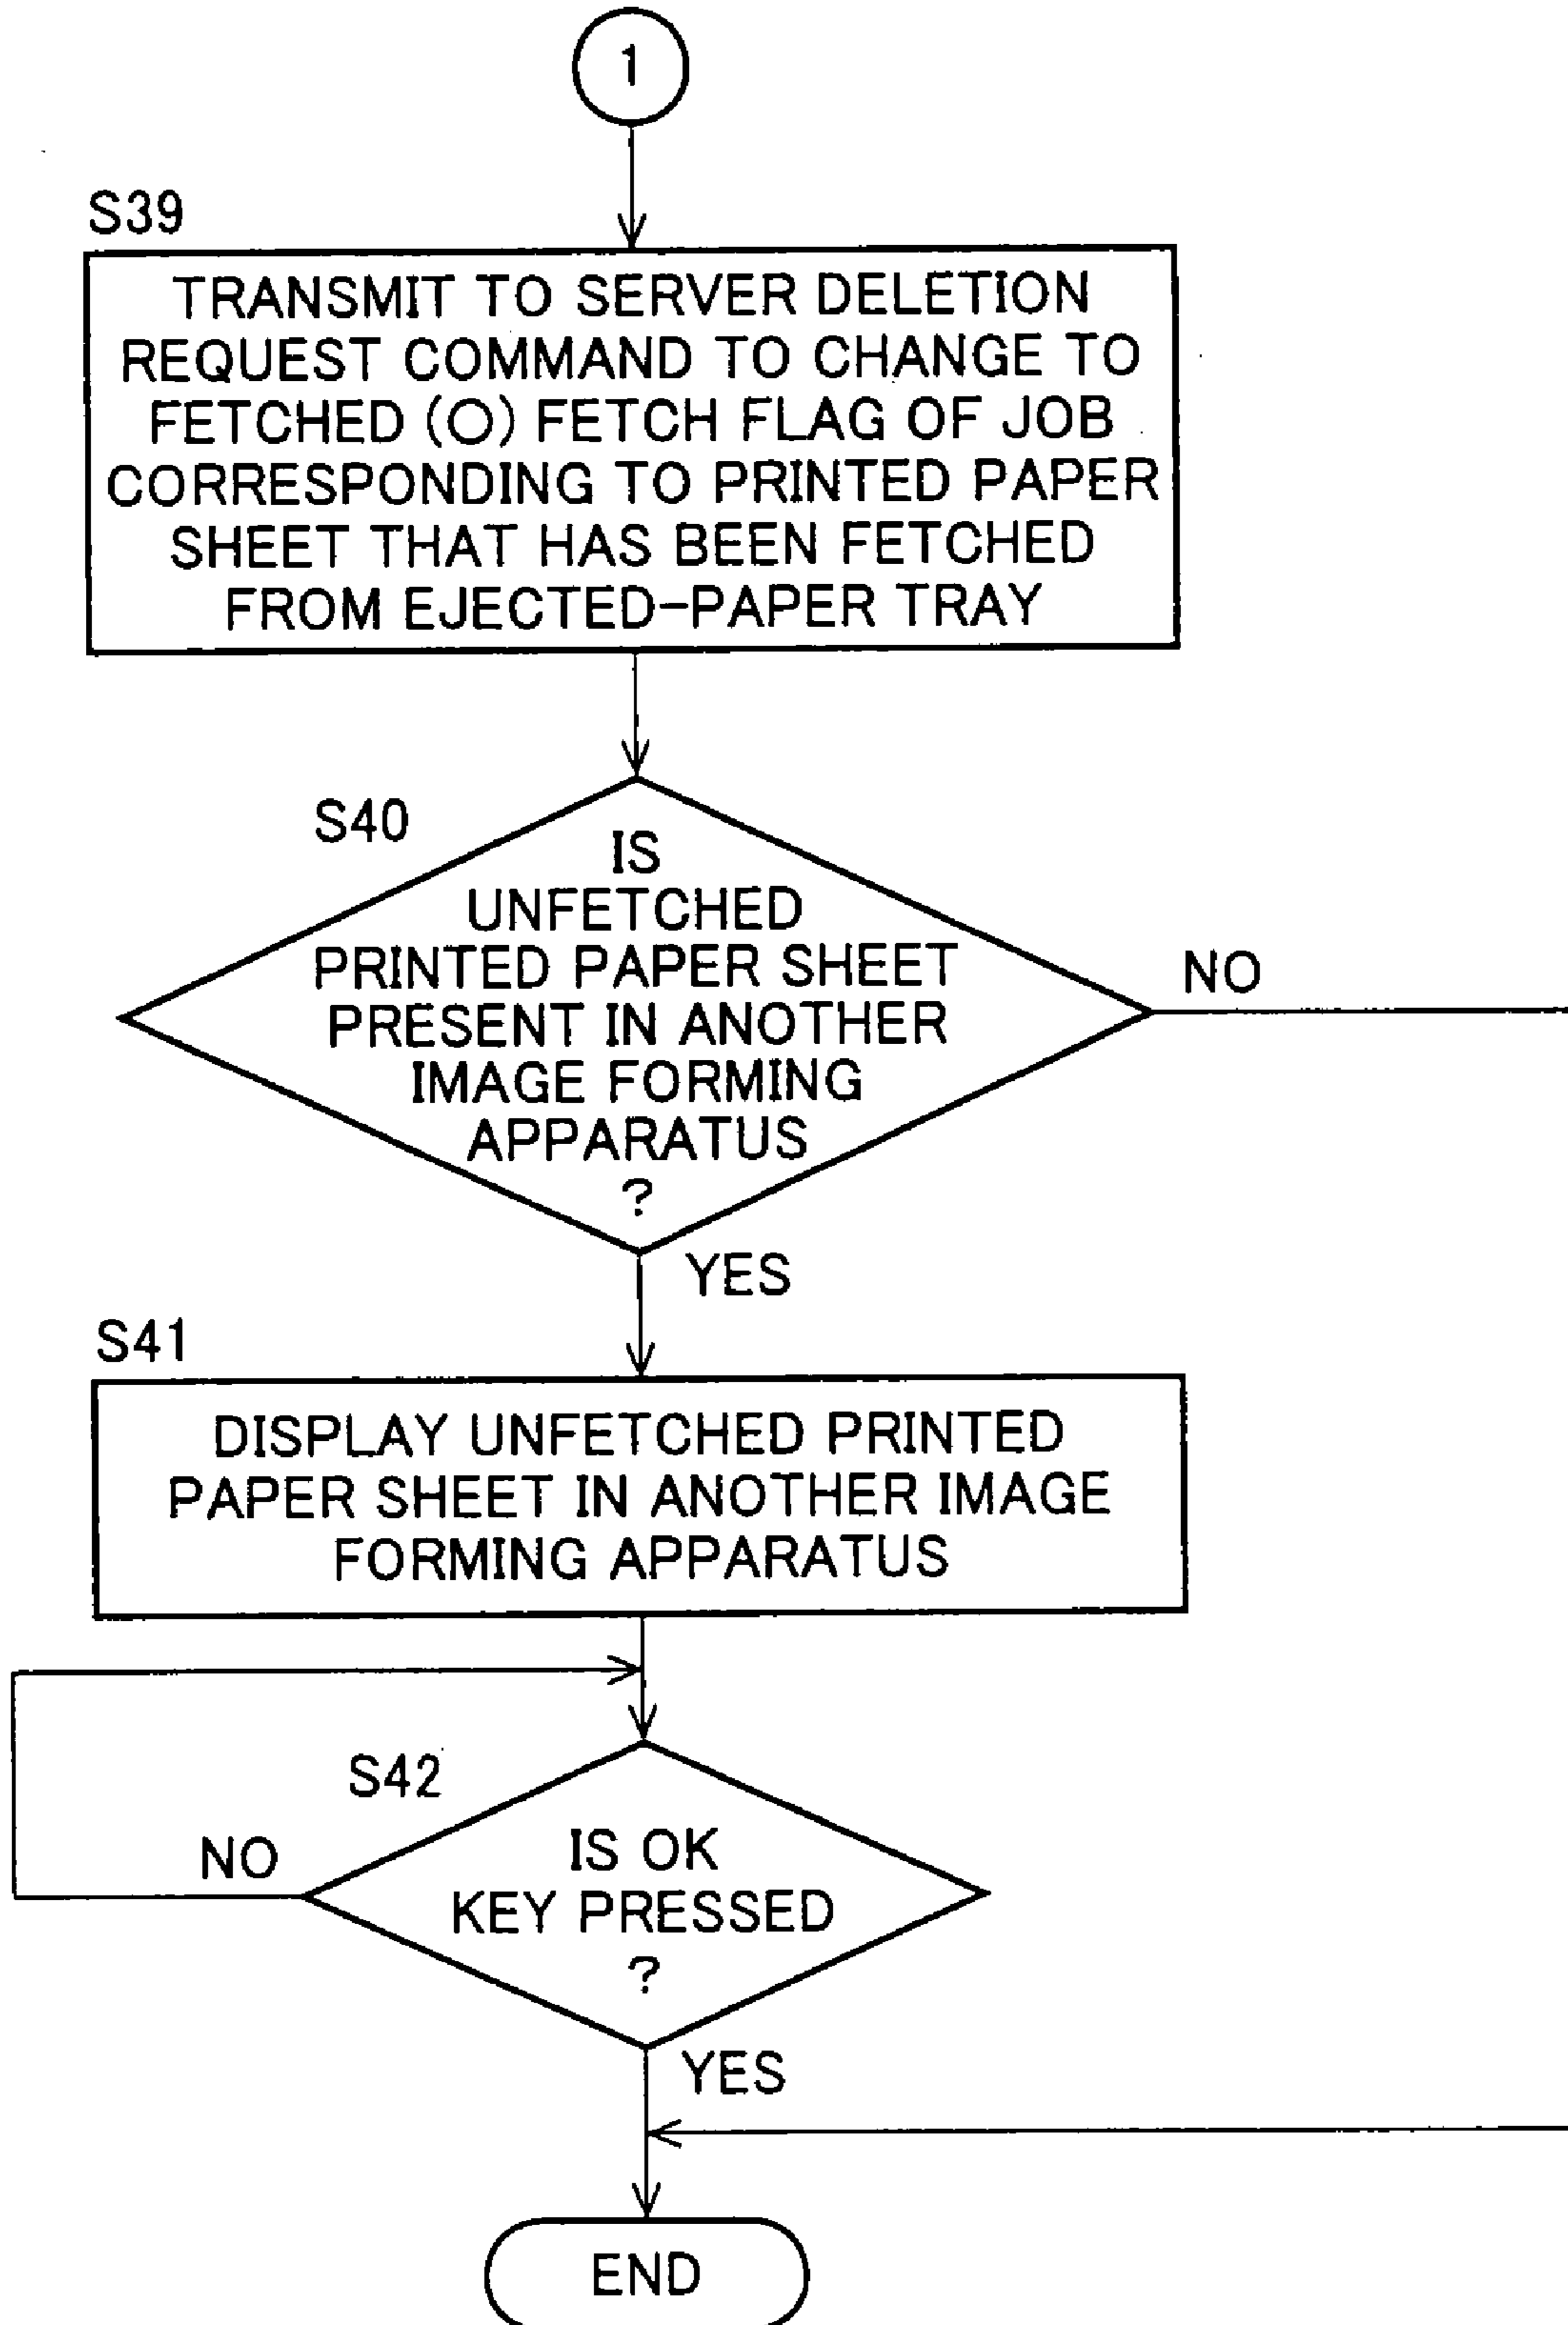 1
S39
TRANSMIT TO SERVER DELETION
REQUEST COMMAND TO CHANGE TO
FETCHED (O) FETCH FLAG OF JOB
CORRESPONDING TO PRINTED PAPER
SHEET THAT HAS BEEN FETCHED
FROM EJECTED-PAPER TRAY
S40
IS
UNFETCHED
PRINTED PAPER SHEET
PRESENT IN ANOTHER
IMAGE FORMING
APPARATUS
?
NO
YES
S41
DISPLAY UNFETCHED PRINTED
PAPER SHEET IN ANOTHER IMAGE
FORMING APPARATUS
S42
IS OK
KEY PRESSED
?
NO
YES
END